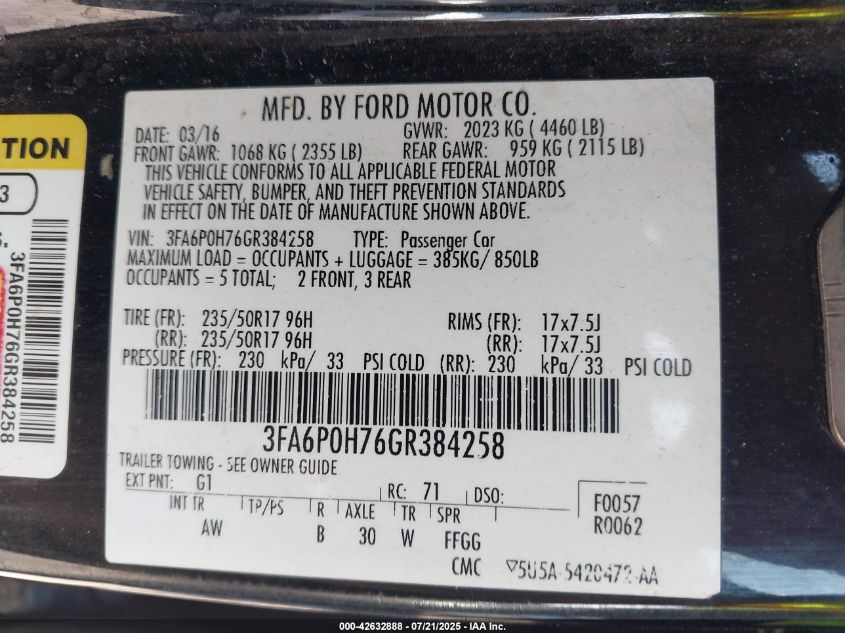 MFD. BY FORD MOTOR CO.
DATE: 03/16 GVWR: 2023 KG ( 4460 LB)
FRONT GAWR: 1068 KG ( 2355 LB) REAR GAWR: 959 KG ( 2115 LB)
THIS VEHICLE CONFORMS TO ALL APPLICABLE FEDERAL MOTOR
VEHICLE SAFETY, BUMPER, AND THEFT PREVENTION STANDARDS
IN EFFECT ON THE DATE OF MANUFACTURE SHOWN ABOVE.
VIN: 3FA6P0H76GR384258 TYPE: Passenger Car
MAXIMUM LOAD = OCCUPANTS + LUGGAGE = 385KG/ 850LB
OCCUPANTS = 5 TOTAL; 2 FRONT, 3 REAR
TIRE (FR): 235/50R17 96H RIMS (FR): 17x7.5J
(RR): 235/50R17 96H (RR): 17x7.5J
PRESSURE (FR): 230 kPa/ 33 PSI COLD (RR): 230 kPa/ 33 PSI COLD
3FA6P0H76GR384258
TRAILER TOWING - SEE OWNER GUIDE
EXT PNT: G1 RC: 71 DSO:
F0057
R0062
INT TR TP/PS R AXLE TR SPR
AW B 30 W FFGG
CMC ▽5U5A-5420472-AA
TION
3
3FA6P0H76GR384258
000-42632888 - 07/21/2025 - IAA Inc.